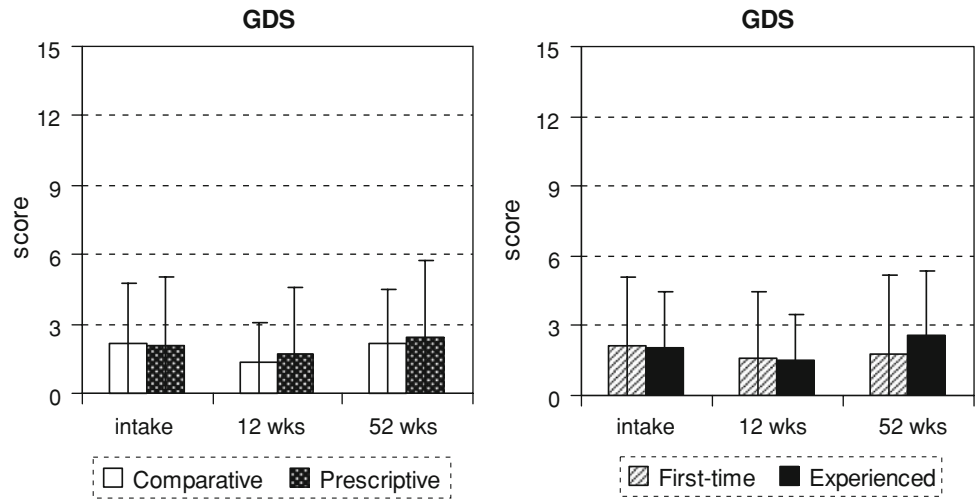 GDS
15
12
9
6
3
0
score
intake 12 wks 52 wks
Comparative Prescriptive
GDS
15
12
9
6
3
0
score
intake 12 wks 52 wks
First-time Experienced